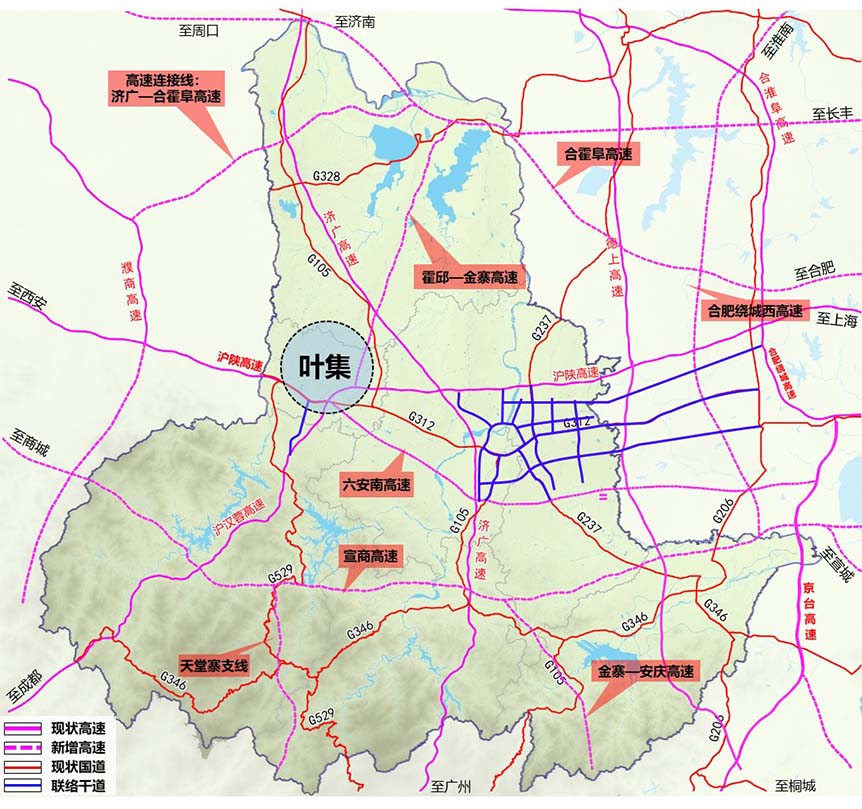 至周口
至济南
至淮南
高速连接线：
济广—合霍阜高速
合淮阜高速
至长丰
合霍阜高速
G328
济广高速
德上高速
G105
霍邱—金寨高速
濮商高速
至合肥
至西安
合肥绕城西高速
至上海
G237
沪陕高速
叶集
沪陕高速
合肥绕城高速
G312
G312
至商城
六安南高速
沪汉蓉高速
G105
济广高速
G237
G206
宣商高速
至宣城
G529
京台高速
G346
G346
G346
天堂寨支线
G105
金寨—安庆高速
至成都
G346
G529
G206
现状高速
新增高速
现状国道
联络干道
至广州
至桐城